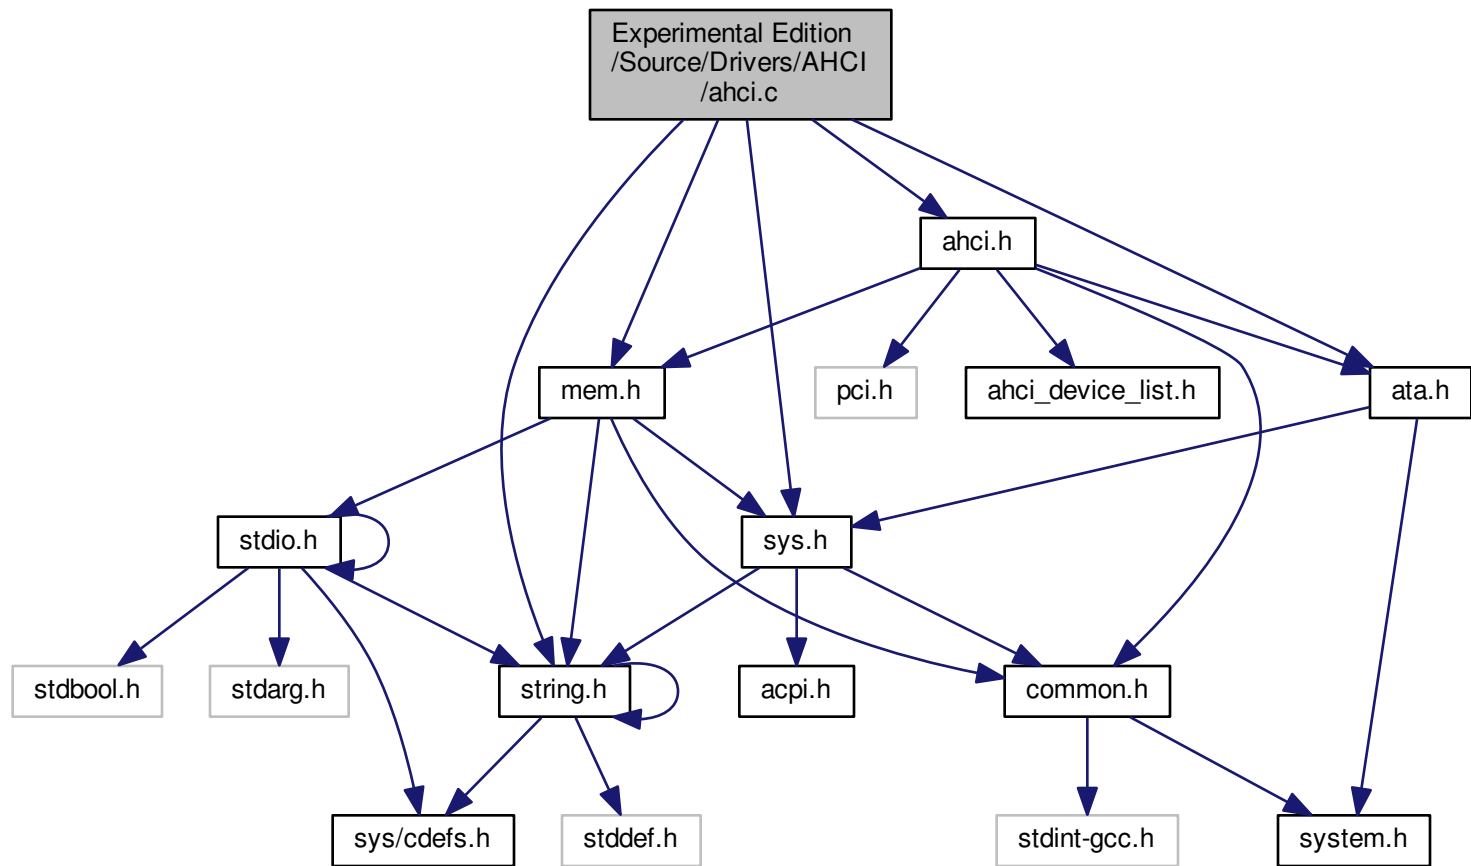 Experimental Edition
/Source/Drivers/AHCI
/ahci.c
ahci.h
mem.h
pci.h
ahci_device_list.h
ata.h
stdio.h
sys.h
stdbool.h
stdarg.h
string.h
acpi.h
common.h
sys/cdefs.h
stddef.h
stdint-gcc.h
system.h